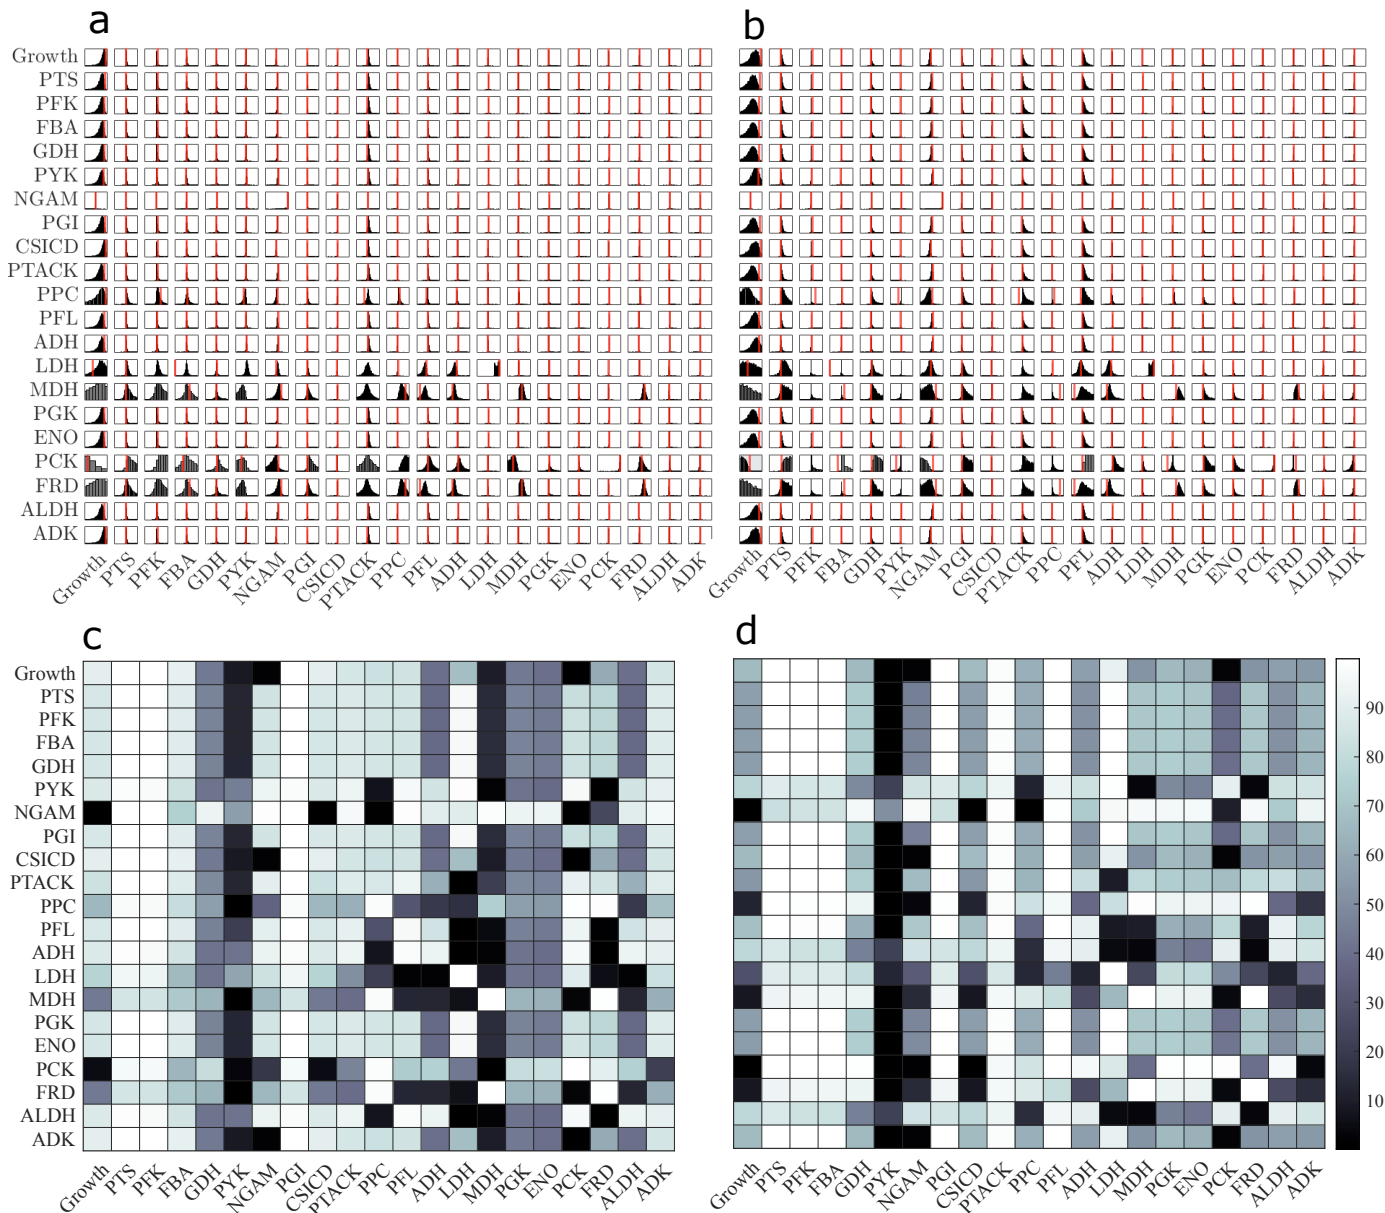 a
b
Growth
PTS
PFK
FBA
GDH
PYK
NGAM
PGI
CSICD
PTACK
PPC
PFL
ADH
LDH
MDH
PGK
ENO
PCK
FRD
ALDH
ADK
Growth PTS PFK FBA GDH PYK NGAM PGI CSICD PTACK PPC PFL ADH LDH MDH PGK ENO PCK FRD ALDH ADK
Growth PTS PFK FBA GDH PYK NGAM PGI CSICD PTACK PPC PFL ADH LDH MDH PGK ENO PCK FRD ALDH ADK
c
d
Growth
PTS
PFK
FBA
GDH
PYK
NGAM
PGI
CSICD
PTACK
PPC
PFL
ADH
LDH
MDH
PGK
ENO
PCK
FRD
ALDH
ADK
Growth PTS PFK FBA GDH PYK NGAM PGI CSICD PTACK PPC PFL ADH LDH MDH PGK ENO PCK FRD ALDH ADK
Growth PTS PFK FBA GDH PYK NGAM PGI CSICD PTACK PPC PFL ADH LDH MDH PGK ENO PCK FRD ALDH ADK
90
80
70
60
50
40
30
20
10